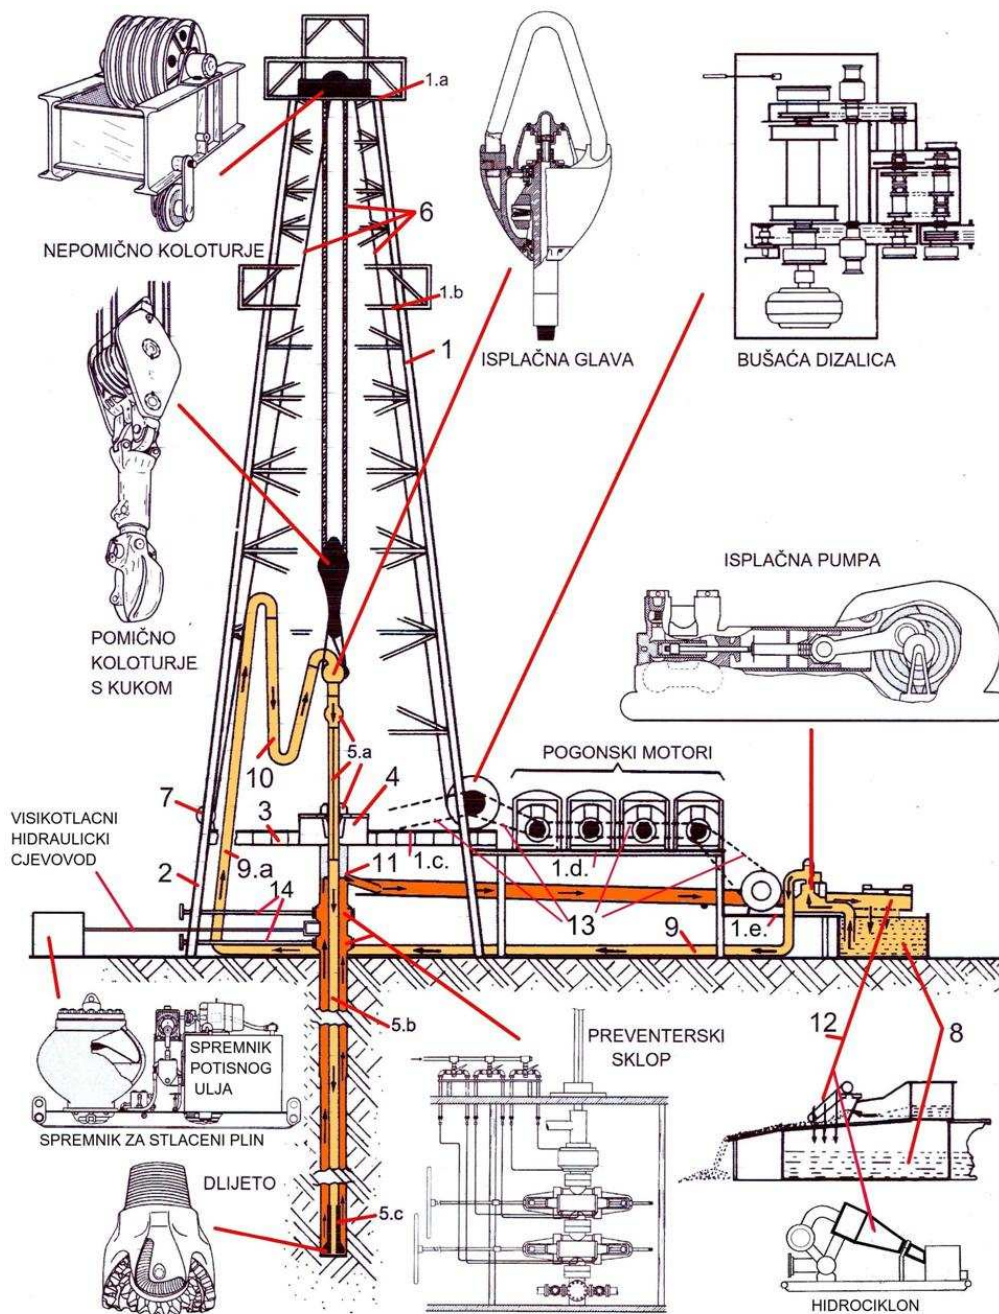 1.a
NEPOMIČNO KOLOTURJE
6
1.b
1
ISPLAČNA GLAVA
BUŠAĆA DIZALICA
ISPLAČNA PUMPA
POMIČNO
KOLOTURJE
S KUKOM
5.a
POGONSKI MOTORI
10
4
7
3
VISIKOTLACNI
HIDRAULICKI
CJEVOVOD
1.c.
1.d.
9.a
11
2
14
13
9
1.e.
5.b
PREVENTERSKI
SKLOP
12
8
SPREMNIK
POTISNOG
ULJA
SPREMNIK ZA STLACENI PLIN
DLIJETO
5.c
HIDROCIKLON